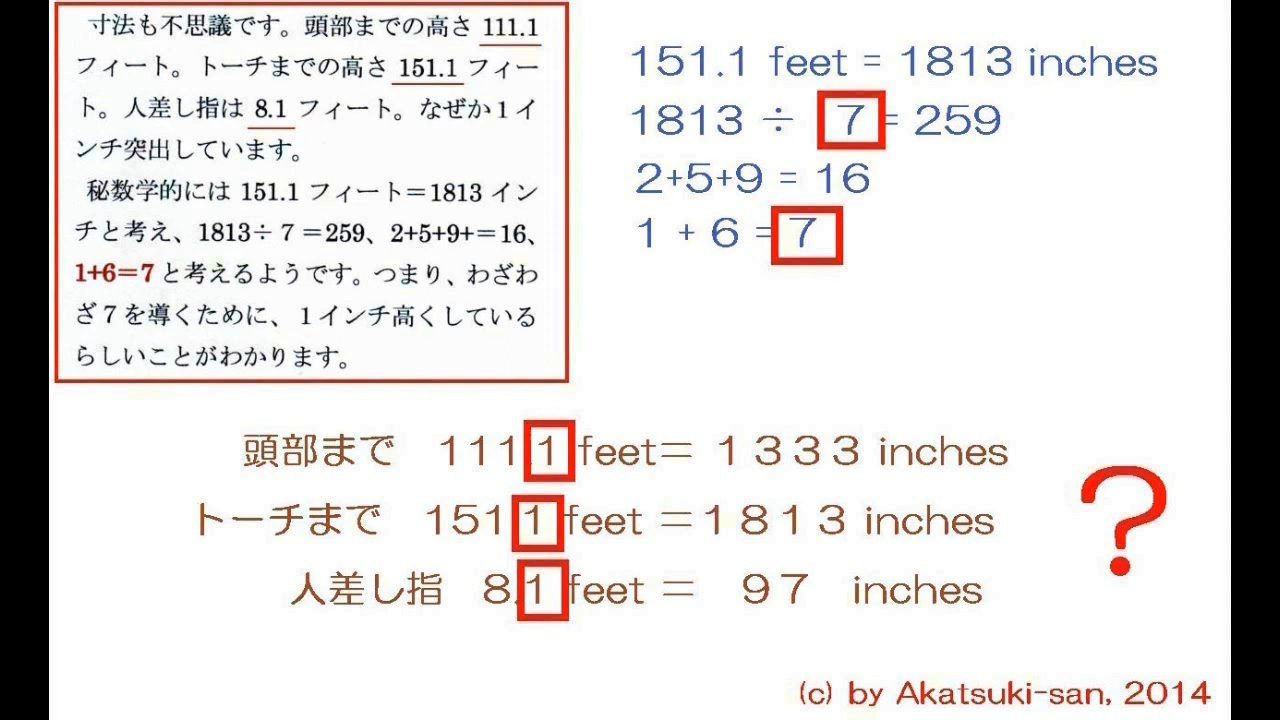 寸法も不思議です。頭部までの高さ 111.1
フィート。トーチまでの高さ 151.1 フィー
ト。人差し指は 8.1 フィート。なぜか1イ
ンチ突出しています。
秘数学的には 151.1 フィート＝1813 イン
チと考え、1813÷７＝259、2+5+9+＝16、
1+6＝7 と考えるようです。つまり、わざわ
ざ７を導くために、１インチ高くしている
らしいことがわかります。
151.1 feet = 1813 inches
1813 ÷ 7 = 259
2+5+9 = 16
1 + 6 = 7
頭部まで 111.1 feet＝ １３３３ inches
トーチまで 151.1 feet ＝１８１３ inches
人差し指 8.1 feet ＝ ９７ inches
?
(c) by Akatsuki-san, 2014